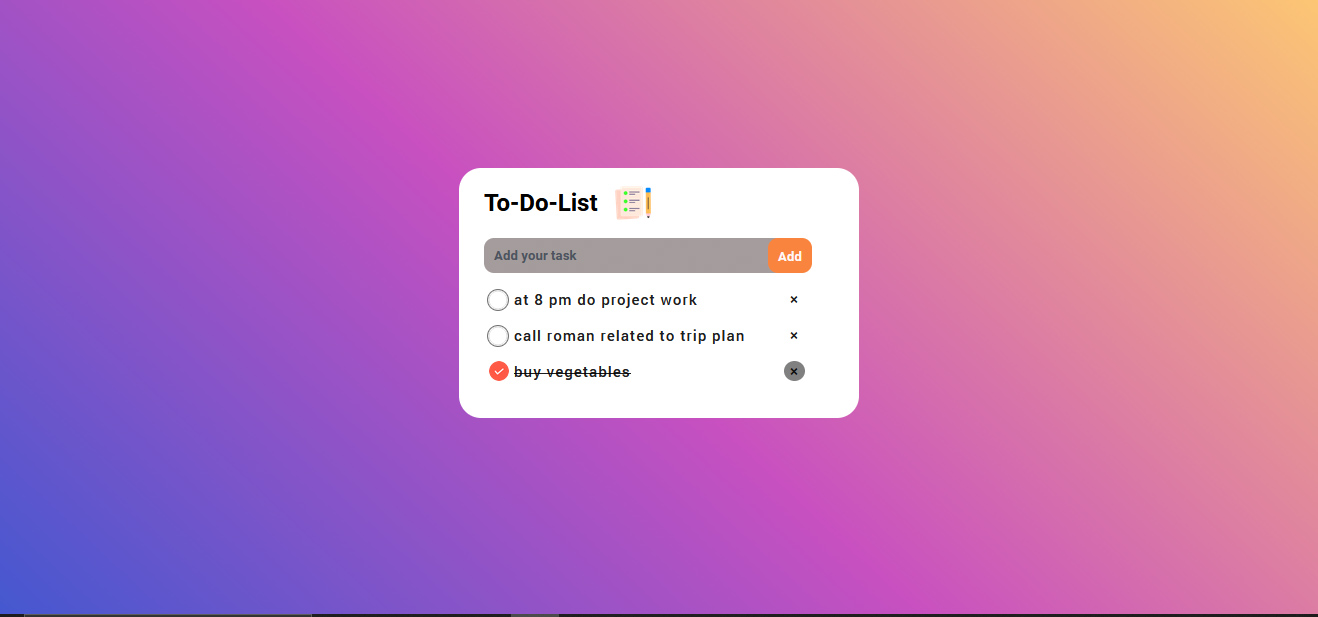 To-Do-List
Add your task
Add
at 8 pm do project work
×
call roman related to trip plan
×
buy vegetables
×